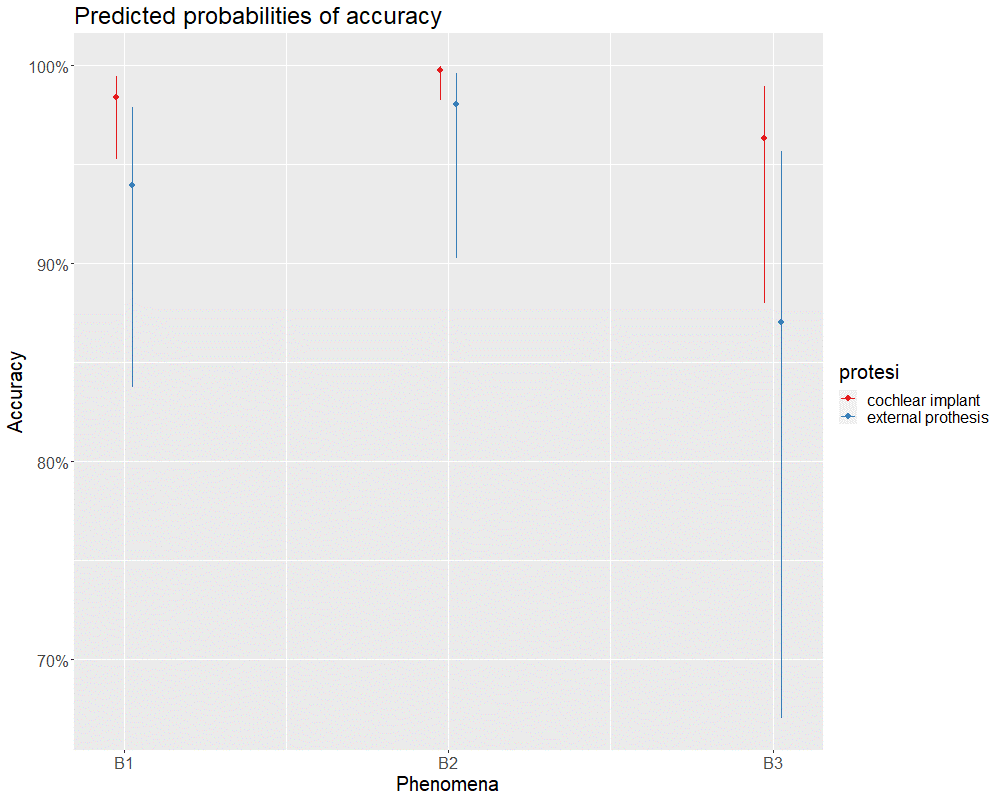 Predicted probabilities of accuracy
100%
90%
80%
70%
Accuracy
B1
B2
B3
Phenomena
protesi
cochlear implant
external prothesis